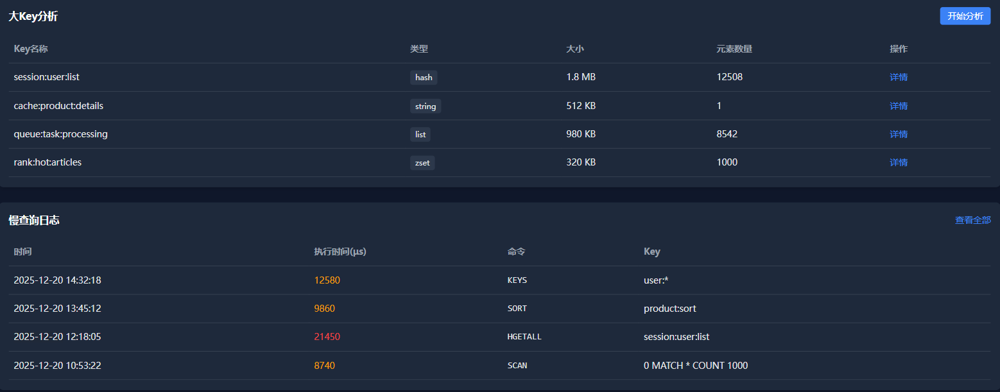 大Key分析 开始分析
Key名称 类型 大小 元素数量 操作
session:user:list hash 1.8 MB 12508 详情
cache:product:details string 512 KB 1 详情
queue:task:processing list 980 KB 8542 详情
rank:hot:articles zset 320 KB 1000 详情
慢查询日志 查看全部
时间 执行时间(μs) 命令 Key
2025-12-20 14:32:18 12580 KEYS user:*
2025-12-20 13:45:12 9860 SORT product:sort
2025-12-20 12:18:05 21450 HGETALL session:user:list
2025-12-20 10:53:22 8740 SCAN 0 MATCH * COUNT 1000